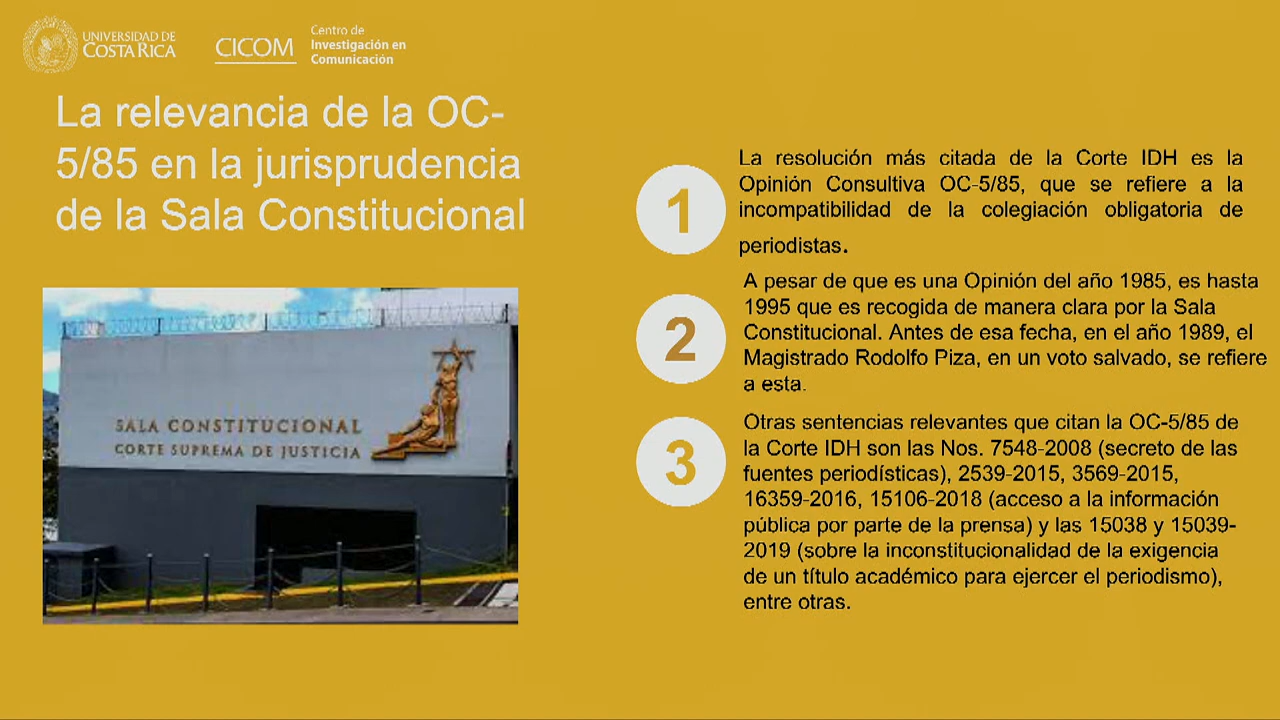 UNIVERSIDAD DE
COSTA RICA
CICOM
Centro de
Investigación en
Comunicación
La relevancia de la OC-
5/85 en la jurisprudencia
de la Sala Constitucional
SALA CONSTITUCIONAL
CORTE SUPREMA DE JUSTICIA
1
La resolución más citada de la Corte IDH es la
Opinión Consultiva OC-5/85, que se refiere a la
incompatibilidad de la colegiación obligatoria de
periodistas.
2
A pesar de que es una Opinión del año 1985, es hasta
1995 que es recogida de manera clara por la Sala
Constitucional. Antes de esa fecha, en el año 1989, el
Magistrado Rodolfo Piza, en un voto salvado, se refiere
a esta.
3
Otras sentencias relevantes que citan la OC-5/85 de
la Corte IDH son las Nos. 7548-2008 (secreto de las
fuentes periodísticas), 2539-2015, 3569-2015,
16359-2016, 15106-2018 (acceso a la información
pública por parte de la prensa) y las 15038 y 15039-
2019 (sobre la inconstitucionalidad de la exigencia
de un título académico para ejercer el periodismo),
entre otras.